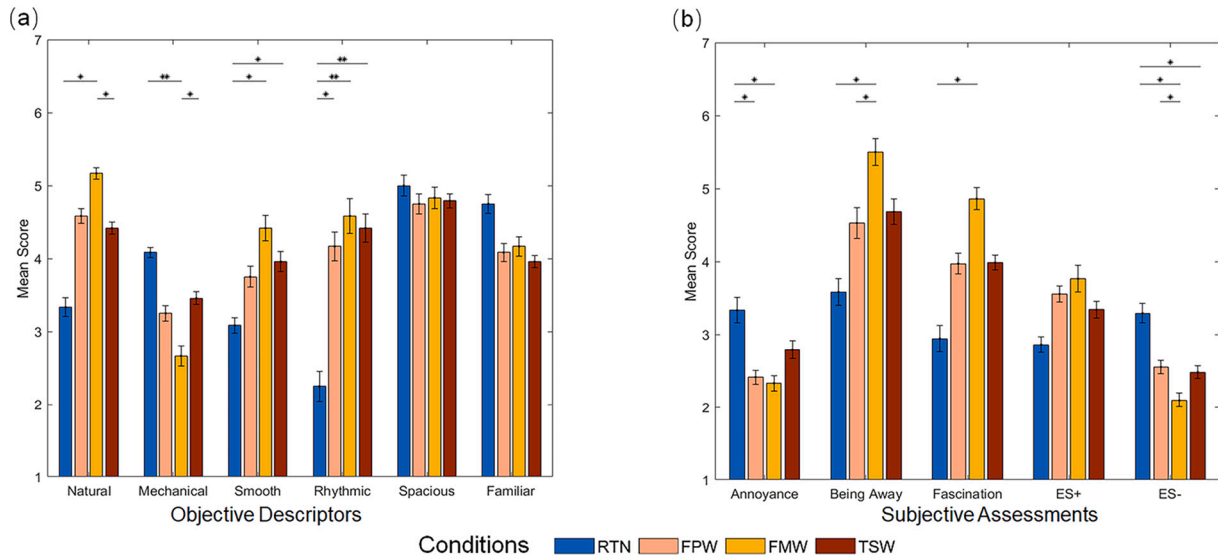 (a)
Mean Score
7
6
5
4
3
2
1
* ** * ** 
* **
* * *
Natural Mechanical Smooth Rhythmic Spacious Familiar
Objective Descriptors
(b)
Mean Score
7
6
5
4
3
2
1
*
* * * *
* * *
Annoyance Being Away Fascination ES+ ES-
Subjective Assessments
Conditions RTN FPW FMW TSW